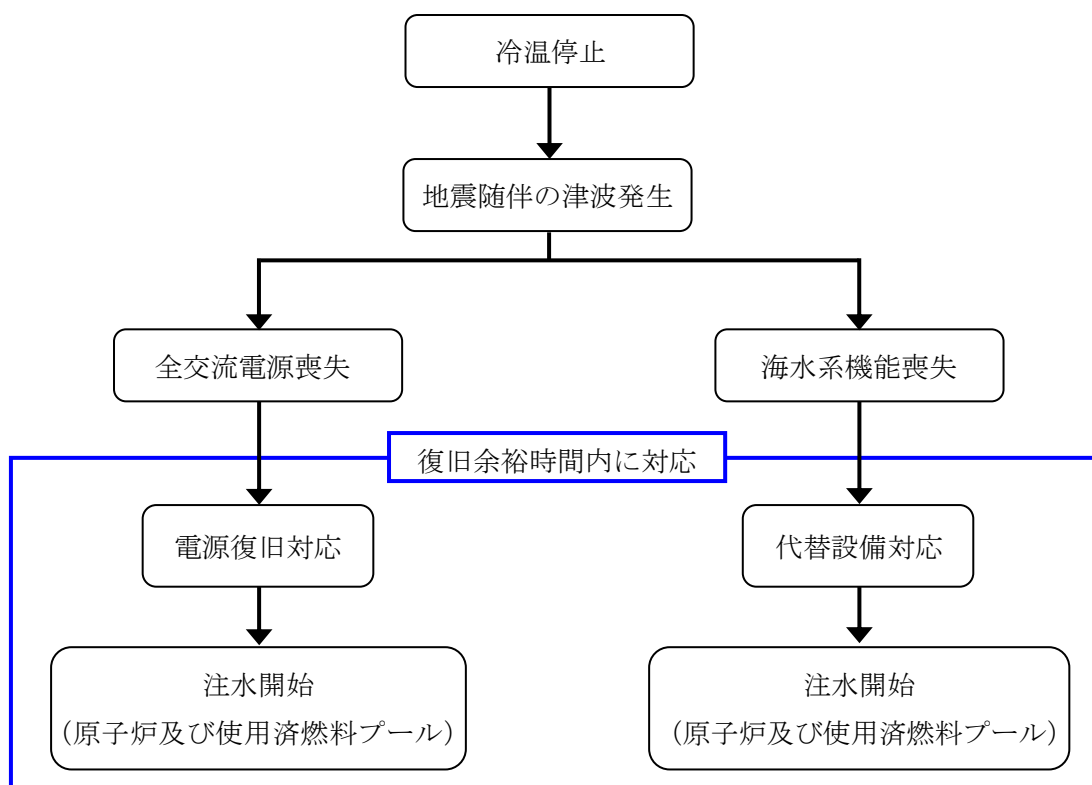 冷温停止
地震随伴の津波発生
全交流電源喪失
海水系機能喪失
復旧余裕時間内に対応
電源復旧対応
代替設備対応
注水開始
(原子炉及び使用済燃料プール)
注水開始
(原子炉及び使用済燃料プール)